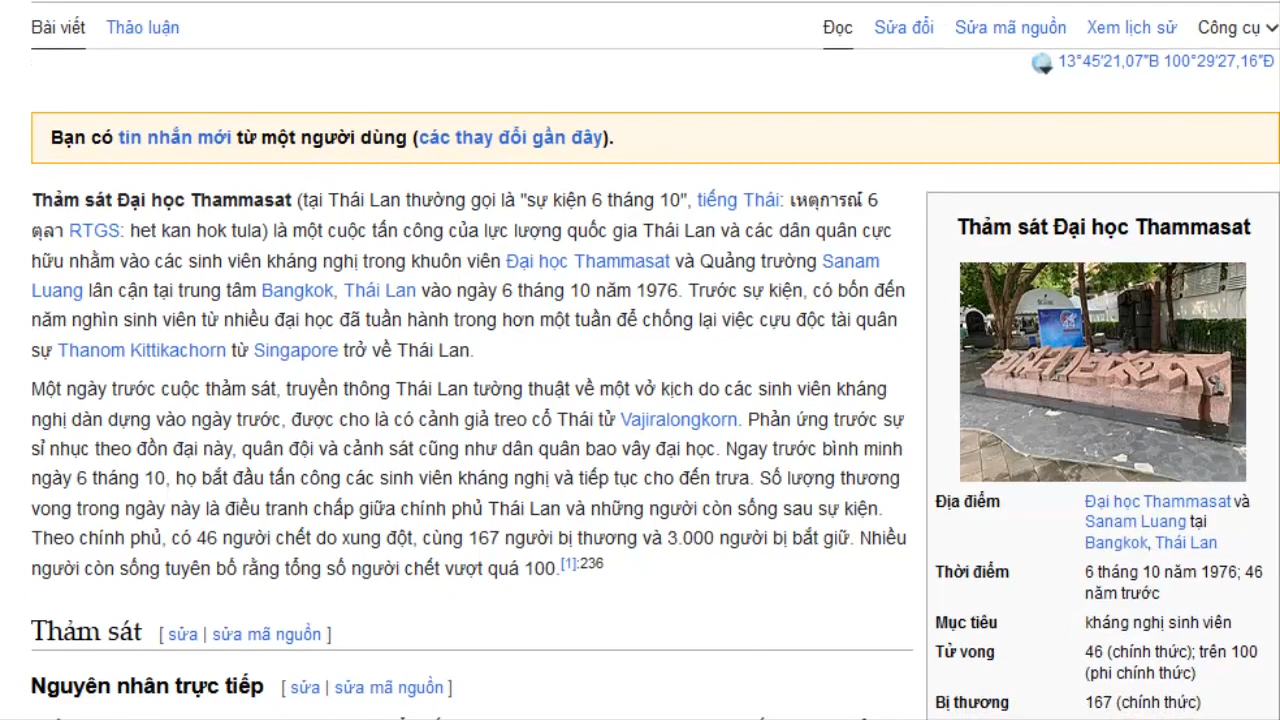 Bài viết Thảo luận Đọc Sửa đổi Sửa mã nguồn Xem lịch sử Công cụ
13°45′21,07″B 100°29′27,16″Đ
Bạn có tin nhắn mới từ một người dùng (các thay đổi gần đây).
Thảm sát Đại học Thammasat (tại Thái Lan thường gọi là "sự kiện 6 tháng 10", tiếng Thái: เหตุการณ์ 6
ตุลา RTGS: het kan hok tula) là một cuộc tấn công của lực lượng quốc gia Thái Lan và các dân quân cực
hữu nhằm vào các sinh viên kháng nghị trong khuôn viên Đại học Thammasat và Quảng trường Sanam
Luang lân cận tại trung tâm Bangkok, Thái Lan vào ngày 6 tháng 10 năm 1976. Trước sự kiện, có bốn đến
năm nghìn sinh viên từ nhiều đại học đã tuần hành trong hơn một tuần để chống lại việc cựu độc tài quân
sự Thanom Kittikachorn từ Singapore trở về Thái Lan.
Một ngày trước cuộc thảm sát, truyền thông Thái Lan tường thuật về một vở kịch do các sinh viên kháng
nghị dàn dựng vào ngày trước, được cho là có cảnh giả treo cổ Thái tử Vajiralongkorn. Phản ứng trước sự
sỉ nhục theo đồn đại này, quân đội và cảnh sát cũng như dân quân bao vây đại học. Ngay trước bình minh
ngày 6 tháng 10, họ bắt đầu tấn công các sinh viên kháng nghị và tiếp tục cho đến trưa. Số lượng thương
vong trong ngày này là điều tranh chấp giữa chính phủ Thái Lan và những người còn sống sau sự kiện.
Theo chính phủ, có 46 người chết do xung đột, cùng 167 người bị thương và 3.000 người bị bắt giữ. Nhiều
người còn sống tuyên bố rằng tổng số người chết vượt quá 100.[1]:236
Thảm sát [ sửa | sửa mã nguồn ]
Nguyên nhân trực tiếp [ sửa | sửa mã nguồn ]
Thảm sát Đại học Thammasat
Địa điểm Đại học Thammasat và
Sanam Luang tại
Bangkok, Thái Lan
Thời điểm 6 tháng 10 năm 1976; 46
năm trước
Mục tiêu kháng nghị sinh viên
Tử vong 46 (chính thức); trên 100
(phi chính thức)
Bị thương 167 (chính thức)